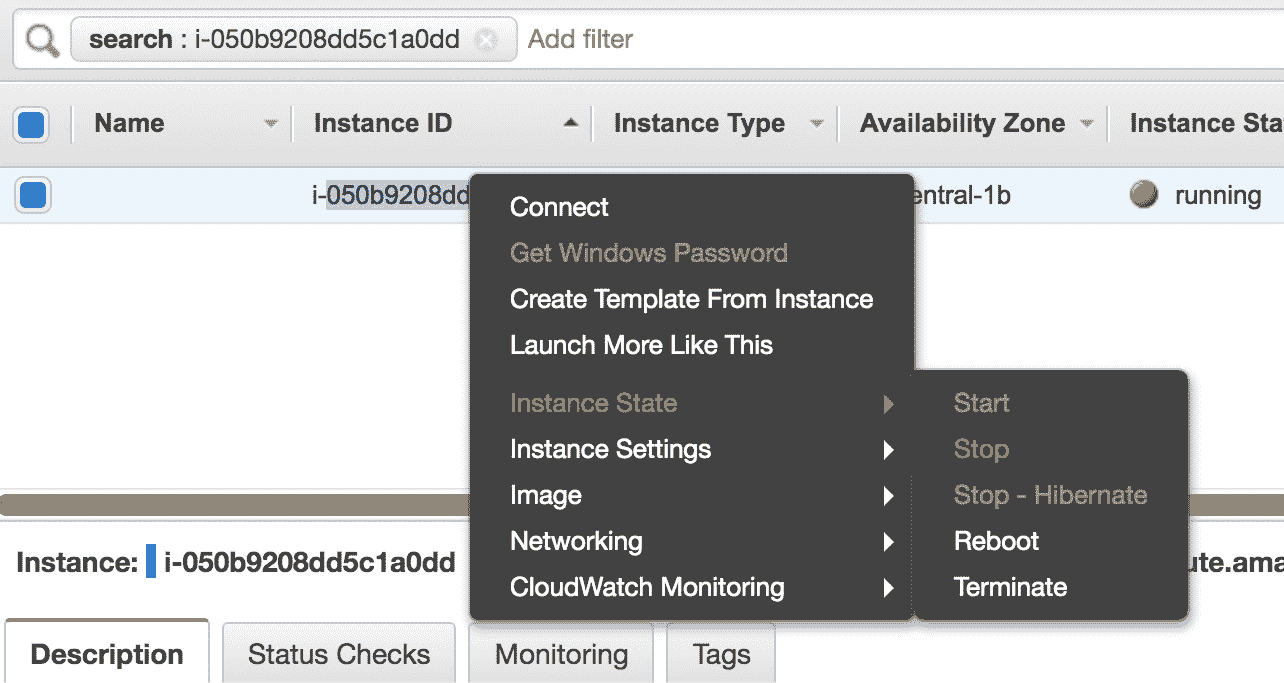 search : i-050b9208dd5c1a0dd Add filter
Name Instance ID Instance Type Availability Zone Instance
i-050b9208dd entral-1b running
Connect
Get Windows Password
Create Template From Instance
Launch More Like This
Instance State Start
Instance Settings Stop
Image Stop - Hibernate
Networking Reboot
CloudWatch Monitoring Terminate
Instance: i-050b9208dd5c1a0dd ute.ama
Description Status Checks Monitoring Tags